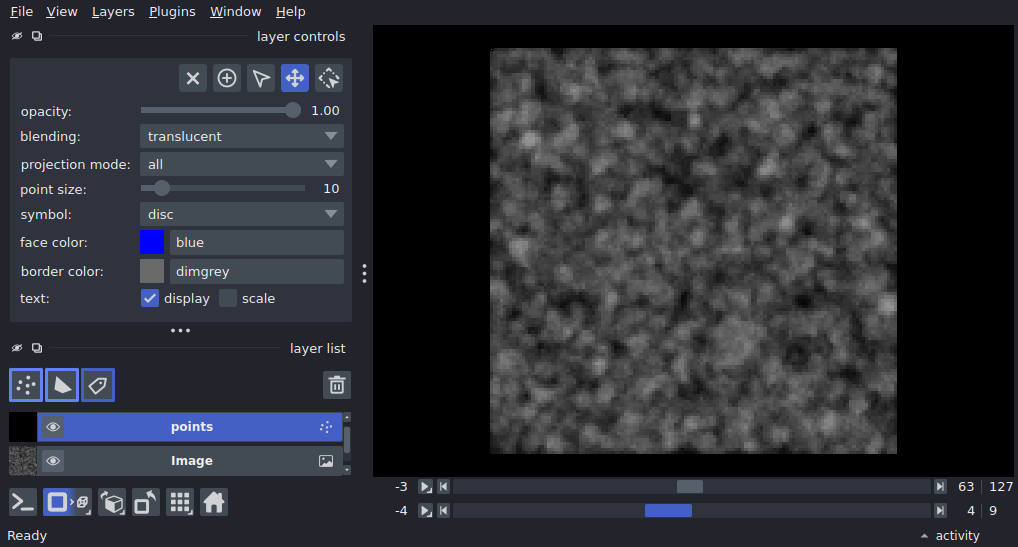 File View Layers Plugins Window Help
layer controls
opacity: 1.00
blending: translucent
projection mode: all
point size: 10
symbol: disc
face color: blue
border color: dimgrey
text: display scale
layer list
points
Image
-3 63 127
-4 4 9
Ready activity